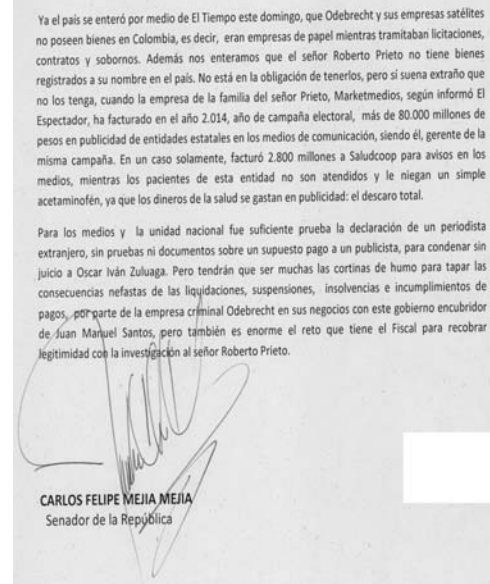 Ya el país se enteró por medio de El Tiempo este domingo, que Odebrecht y sus empresas satélites
no poseen bienes en Colombia, es decir, eran empresas de papel mientras tramitaban licitaciones,
contratos y sobornos. Además nos enteramos que el señor Roberto Prieto no tiene bienes
registrados a su nombre en el país. No está en la obligación de tenerlos, pero sí suena extraño que
no los tenga, cuando la empresa de la familia del señor Prieto, Marketmedios, según informó El
Espectador, ha facturado en el año 2.014, año de campaña electoral, más de 80.000 millones de
pesos en publicidad de entidades estatales en los medios de comunicación, siendo él, gerente de la
misma campaña. En un caso solamente, facturó 2.800 millones a Saludcoop para avisos en los
medios, mientras los pacientes de esta entidad no son atendidos y le niegan un simple
acetaminofén, ya que los dineros de la salud se gastan en publicidad: el descaro total.
Para los medios y la unidad nacional fue suficiente prueba la declaración de un periodista
extranjero, sin pruebas ni documentos sobre un supuesto pago a un publicista, para condenar sin
juicio a Oscar Iván Zuluaga. Pero tendrán que ser muchas las cortinas de humo para tapar las
consecuencias nefastas de las liquidaciones, suspensiones, insolvencias e incumplimientos de
pagos, por parte de la empresa criminal Odebrecht en sus negocios con este gobierno encubridor
de Juan Manuel Santos, pero también es enorme el reto que tiene el Fiscal para recobrar
legitimidad con la investigación al señor Roberto Prieto.
CARLOS FELIPE MEJIA MEJIA
Senador de la República